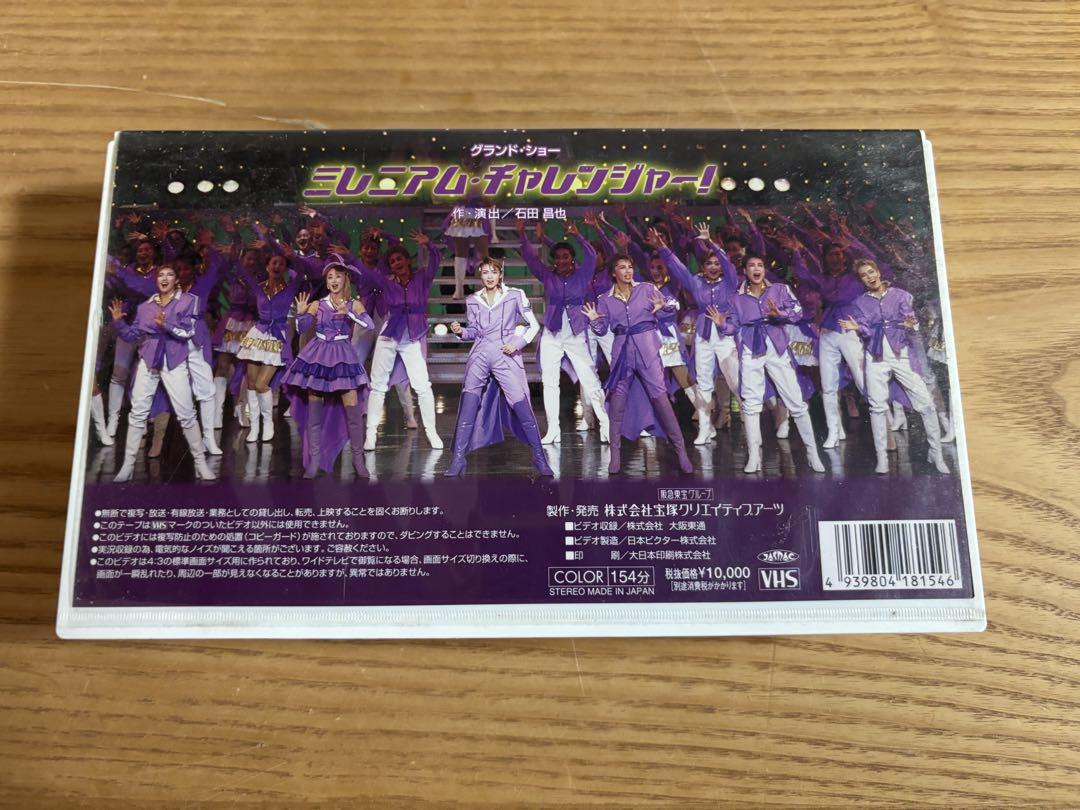 グランド・ショー
ミレニアム・チャレンジャー!
作・演出/石田 昌也
●無断で複写・放送・有線放送・業務としての貸し出し、転売、上映することを固くお断りします。
●このテープはVHSマークのついたビデオ以外には使用できません。
●このビデオには複写防止のための処置(コピーガード)が施されておりますので、ダビングすることはできません。
●実況収録の為、電気的なノイズが聞こえる箇所がございます。ご容赦ください。
●このビデオは4:3の標準画面サイズ用に作られており、ワイドテレビで御覧になる場合、画面サイズ切り換えの際に、
画面が一瞬乱れたり、周辺の一部が見えなくなることがありますが、異常ではありません。
阪急東宝グループ
製作・発売 株式会社宝塚クリエイティブアーツ
■ビデオ収録/株式会社 大阪東通
■ビデオ製造/日本ビクター株式会社
■印 刷/大日本印刷株式会社
COLOR 154分
STEREO MADE IN JAPAN
税抜価格¥10,000
[別途消費税がかかります]
JASRAC
VHS
4 939804 181546